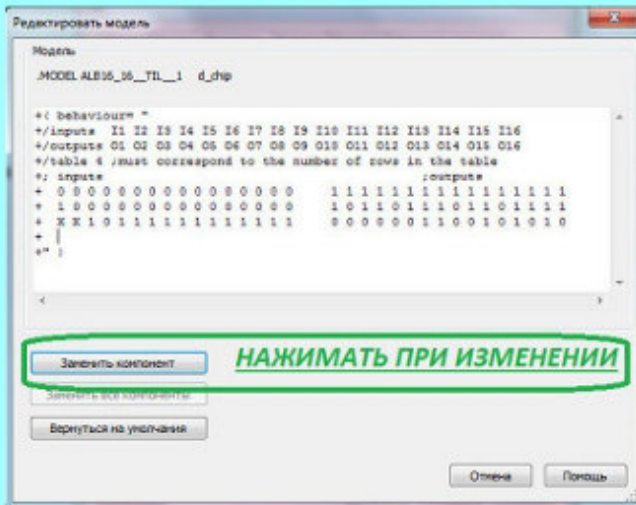 Редактировать модель
Модель
.MODEL ALB16_16__TIL__1 d_chip
+( behaviour= "
+/inputs I1 I2 I3 I4 I5 I6 I7 I8 I9 I10 I11 I12 I13 I14 I15 I16
+/outputs O1 O2 O3 O4 O5 O6 O7 O8 O9 O10 O11 O12 O13 O14 O15 O16
+/table 4 ;must correspond to the number of rows in the table
+; inputs ;outputs
+ 0 0 0 0 0 0 0 0 0 0 0 0 0 0 0 0 1 1 1 1 1 1 1 1 1 1 1 1 1 1 1 1
+ 1 0 0 0 0 0 0 0 0 0 0 0 0 0 0 0 1 0 1 1 0 1 1 1 0 1 1 0 1 1 1 1
+ X X 1 0 1 1 1 1 1 1 1 1 1 1 1 1 0 0 0 0 0 0 1 1 0 0 1 0 1 0 1 0
+
+" )
Заменить компонент
НАЖИМАТЬ ПРИ ИЗМЕНЕНИИ
Заменить все компоненты
Вернуться на умолчания
Отмена
Помощь